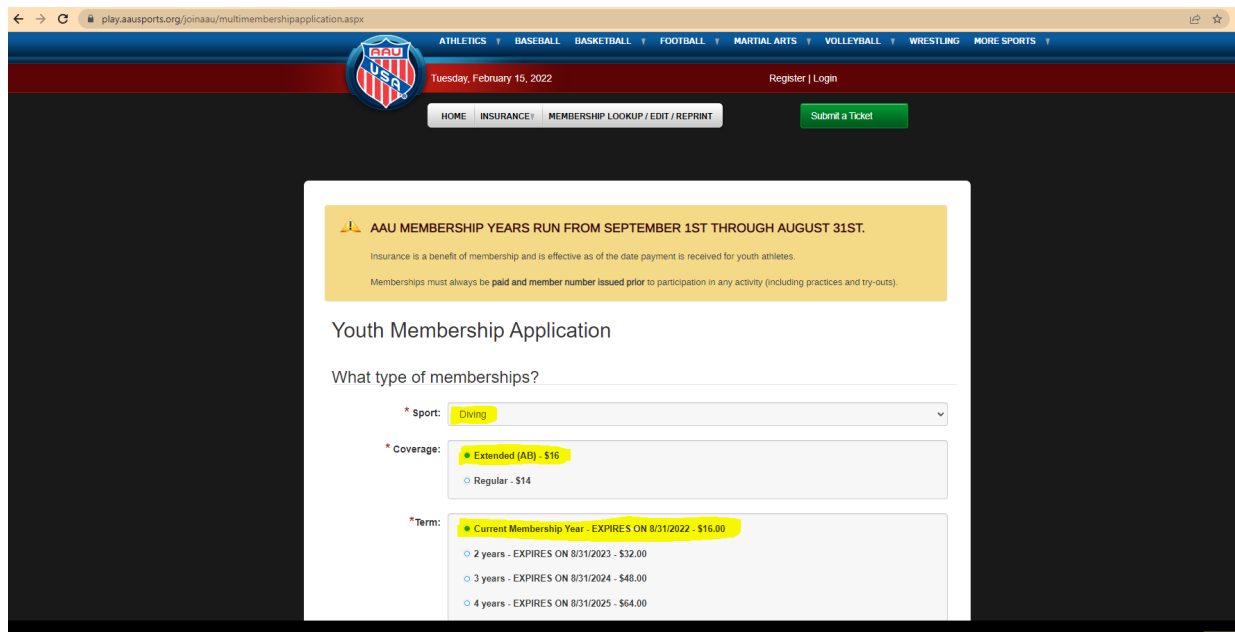 play.aausports.org/joinaau/multimembershipapplication.aspx
ATHLETICS BASEBALL BASKETBALL FOOTBALL MARTIAL ARTS VOLLEYBALL WRESTLING MORE SPORTS
AAU
USA
Tuesday, February 15, 2022 Register | Login
HOME INSURANCE MEMBERSHIP LOOKUP / EDIT / REPRINT Submit a Ticket
AAU MEMBERSHIP YEARS RUN FROM SEPTEMBER 1ST THROUGH AUGUST 31ST.
Insurance is a benefit of membership and is effective as of the date payment is received for youth athletes.
Memberships must always be paid and member number issued prior to participation in any activity (including practices and try-outs).
Youth Membership Application
What type of memberships?
* Sport: Diving
* Coverage: Extended (AB) - $16
Regular - $14
*Term: Current Membership Year - EXPIRES ON 8/31/2022 - $16.00
2 years - EXPIRES ON 8/31/2023 - $32.00
3 years - EXPIRES ON 8/31/2024 - $48.00
4 years - EXPIRES ON 8/31/2025 - $64.00